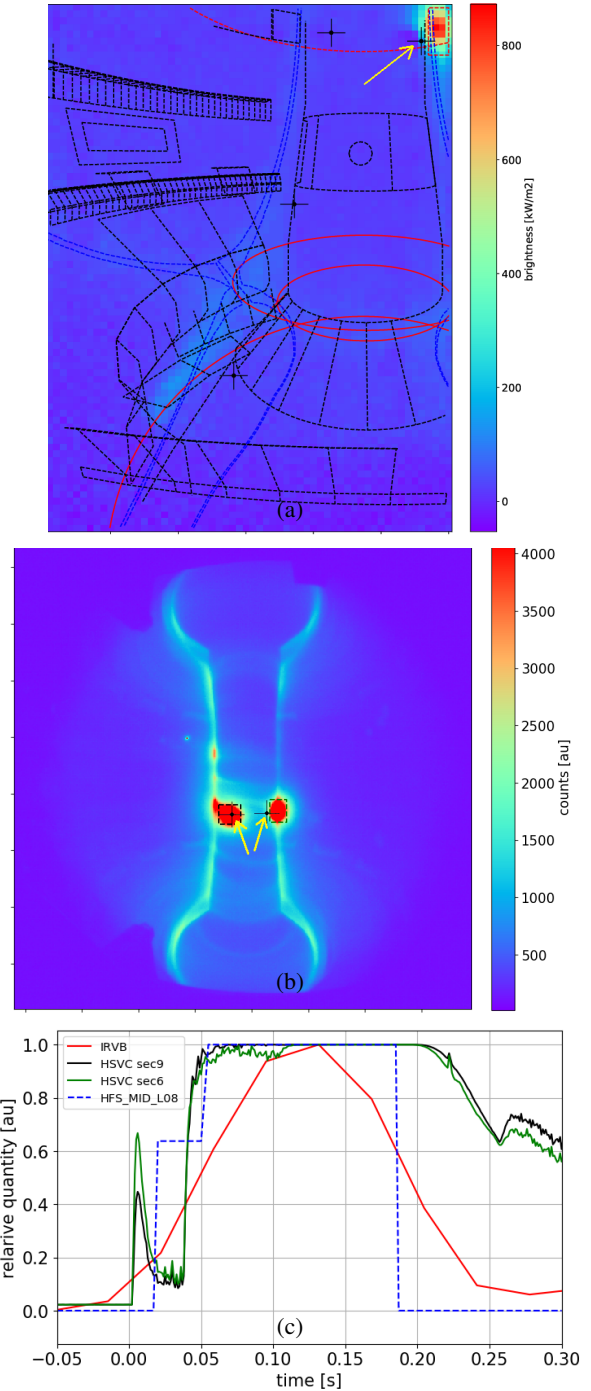 800
600
400
200
0
brightness [kW/m2]
(a)
4000
3500
3000
2500
2000
1500
1000
500
counts [au]
(b)
IRVB
HSVC sec9
HSVC sec6
HFS_MID_L08
1.0
0.8
0.6
0.4
0.2
0.0
relarive quantity [au]
(c)
−0.05 0.00 0.05 0.10 0.15 0.20 0.25 0.30
time [s]